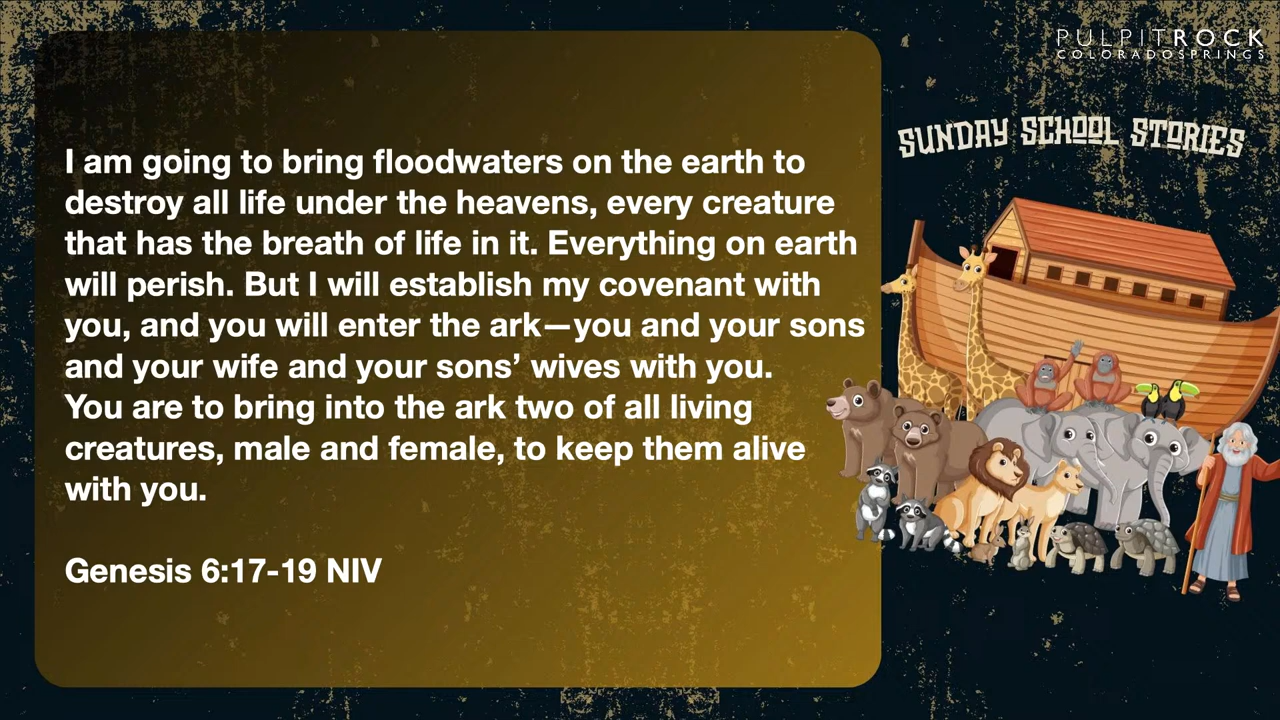 PULPITROCK
COLORADOSPRINGS
SUNDAY SCHOOL STORIES
I am going to bring floodwaters on the earth to
destroy all life under the heavens, every creature
that has the breath of life in it. Everything on earth
will perish. But I will establish my covenant with
you, and you will enter the ark—you and your sons
and your wife and your sons’ wives with you.
You are to bring into the ark two of all living
creatures, male and female, to keep them alive
with you.
Genesis 6:17-19 NIV